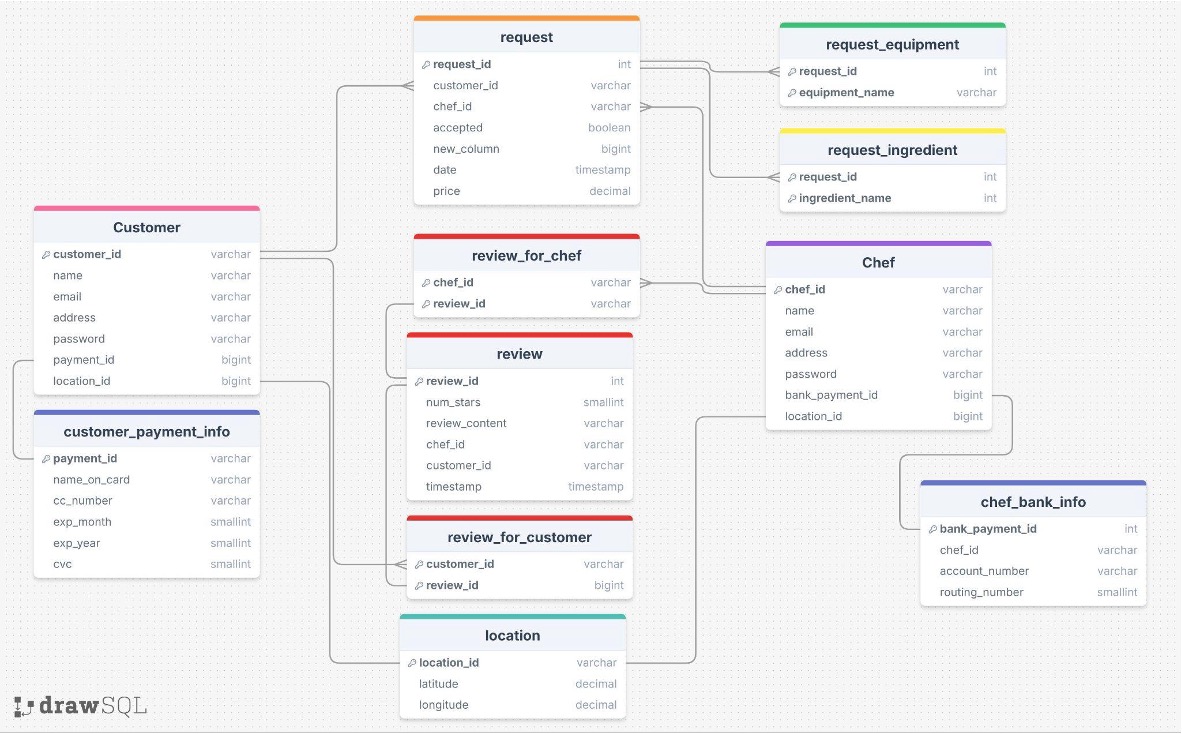 request
request_id int
customer_id varchar
chef_id varchar
accepted boolean
new_column bigint
date timestamp
price decimal
request_equipment
request_id int
equipment_name varchar
request_ingredient
request_id int
ingredient_name int
Customer
customer_id varchar
name varchar
email varchar
address varchar
password varchar
payment_id bigint
location_id bigint
review_for_chef
chef_id varchar
review_id varchar
Chef
chef_id varchar
name varchar
email varchar
address varchar
password varchar
bank_payment_id bigint
location_id bigint
review
review_id int
num_stars smallint
review_content varchar
chef_id varchar
customer_id varchar
timestamp timestamp
customer_payment_info
payment_id varchar
name_on_card varchar
cc_number varchar
exp_month smallint
exp_year smallint
cvc smallint
chef_bank_info
bank_payment_id int
chef_id varchar
account_number varchar
routing_number smallint
review_for_customer
customer_id varchar
review_id bigint
location
location_id varchar
latitude decimal
longitude decimal
drawSQL